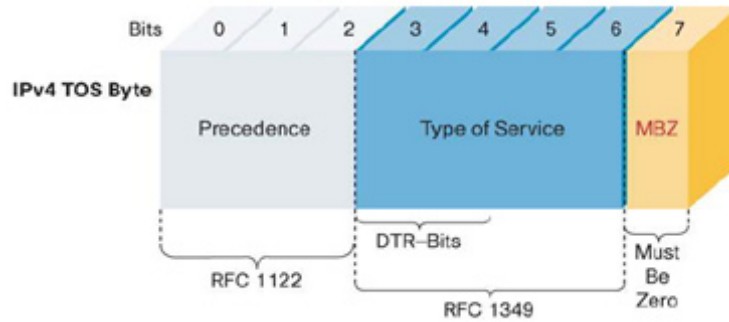 Bits 0 1 2 3 4 5 6 7
IPv4 TOS Byte
Precedence Type of Service MBZ
DTR–Bits
Must
Be
Zero
RFC 1122
RFC 1349